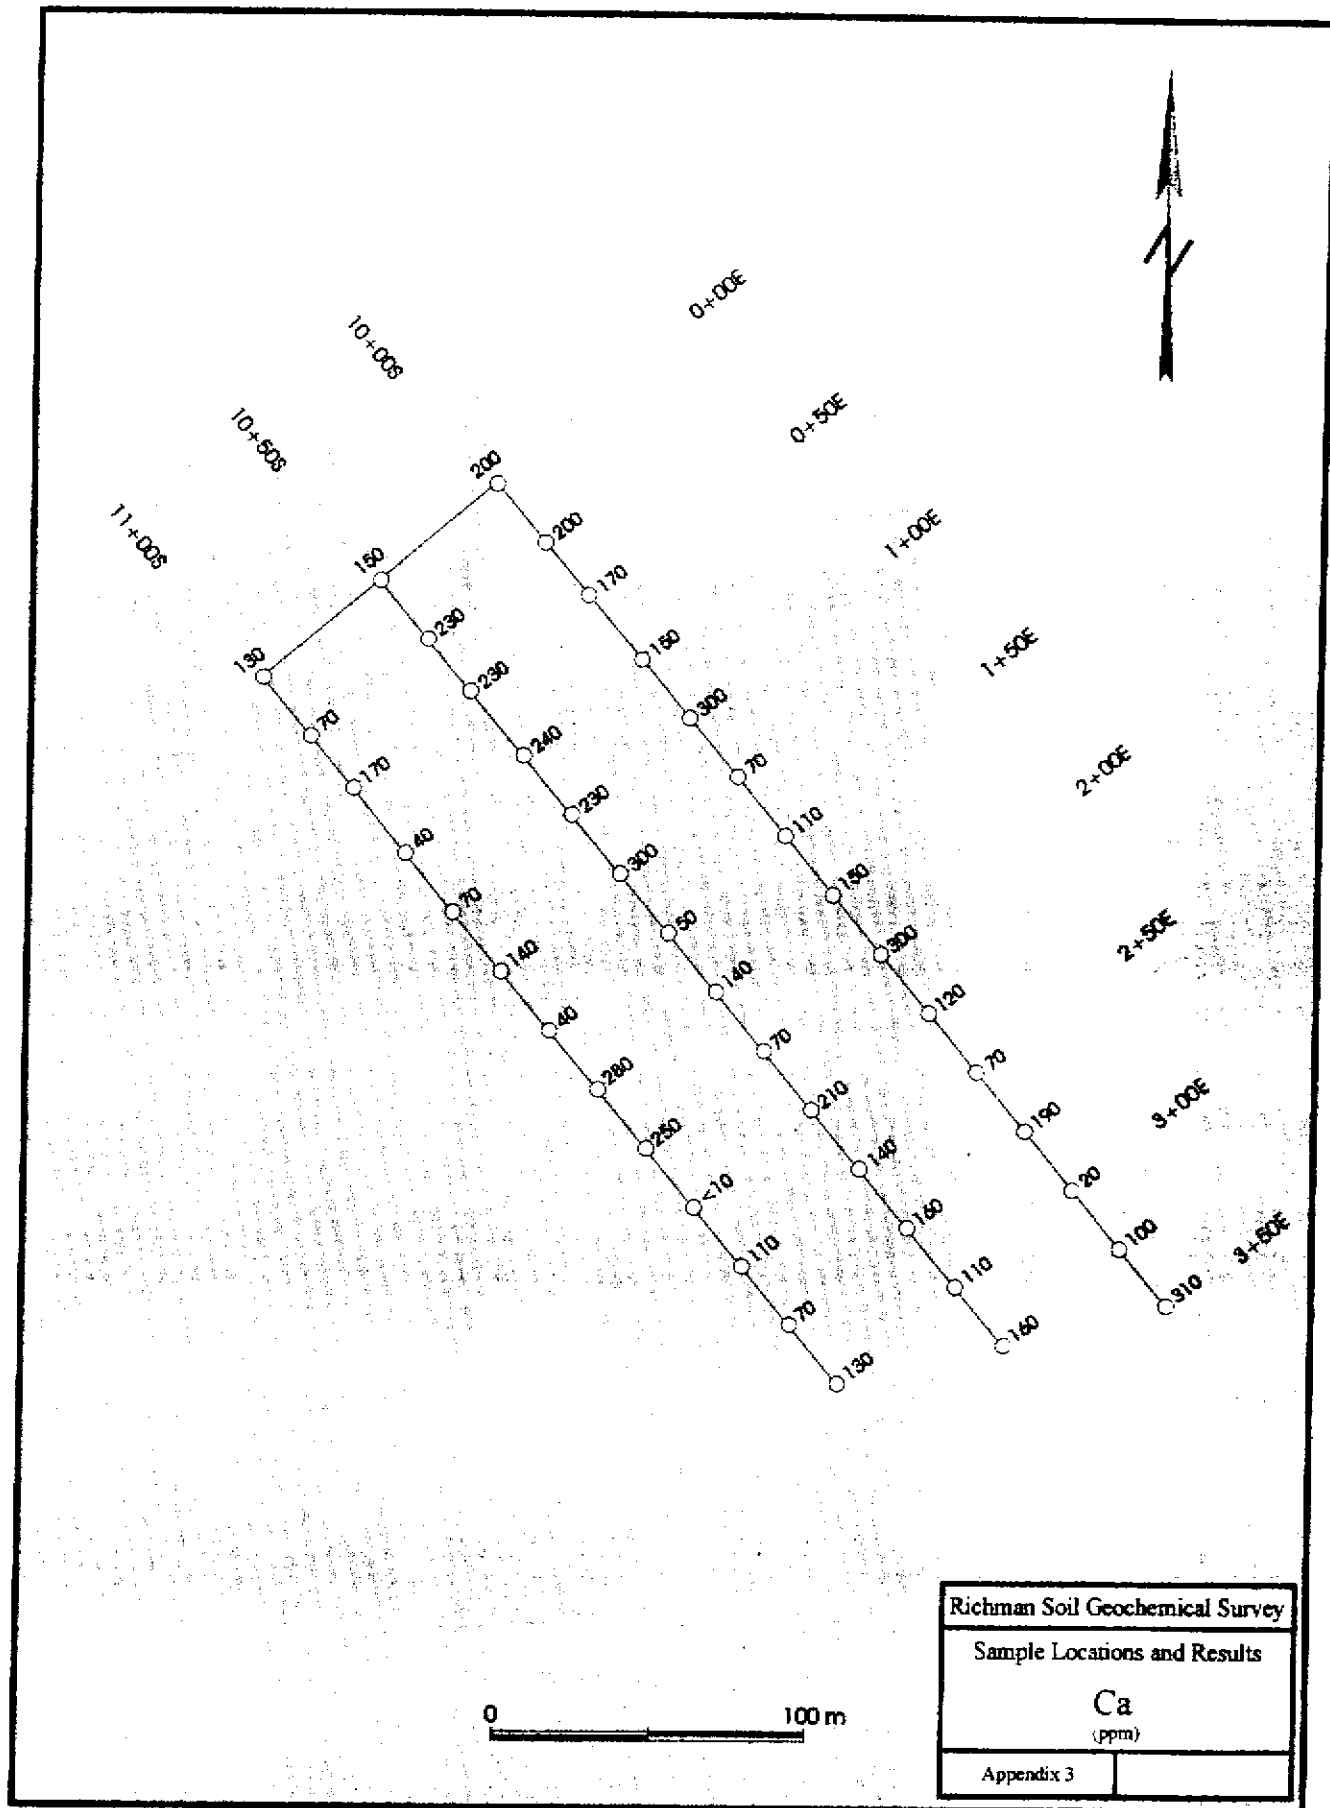 0+00E
10+00S
0+50E
10+50S
200
11+00S
200
1+00E
150
170
230
150
1+50E
130
230
300
70
240
70
2+00E
170
230
110
40
300
150
70
50
300
2+50E
140
140
120
40
70
70
280
210
190
3+00E
250
140
20
<10
160
100
3+50E
110
110
310
70
160
130
Richman Soil Geochemical Survey
Sample Locations and Results
Ca
(ppm)
0 100 m
Appendix 3